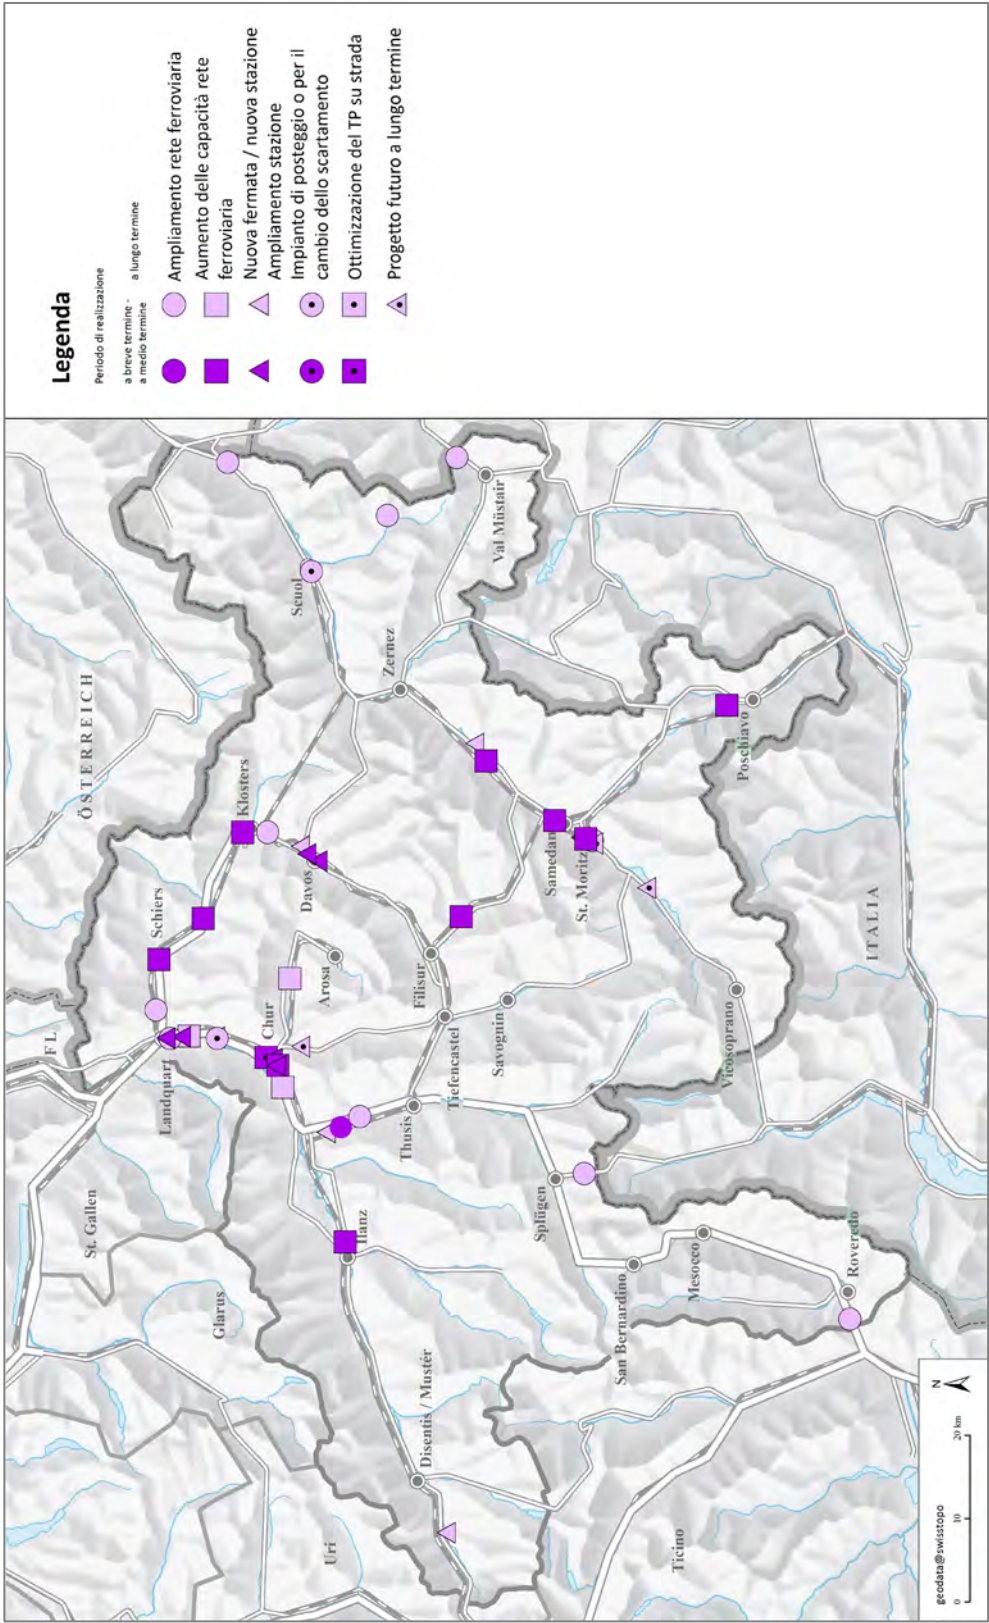 Legenda
Periodo di realizzazione
a breve termine -
a medio termine
a lungo termine
Ampliamento rete ferroviaria
Aumento delle capacità rete
ferroviaria
Nuova fermata / nuova stazione
Ampliamento stazione
Impianto di posteggio o per il
cambio dello scartamento
Ottimizzazione del TP su strada
Progetto futuro a lungo termine
ÖSTERREICH
FL
St. Gallen
Glarus
Uri
Ticino
ITALIA
Landquart
Schiers
Klosters
Davos
Chur
Arosa
Scuol
Zernez
Val Müstair
Ilanz
Disentis / Mustér
Thusis
Tiefencastel
Filisur
Savognin
Samedan
St. Moritz
Poschiavo
Vicosoprano
Splügen
San Bernardino
Mesocco
Roveredo
geodata@swisstopo
0 10 20 km
N